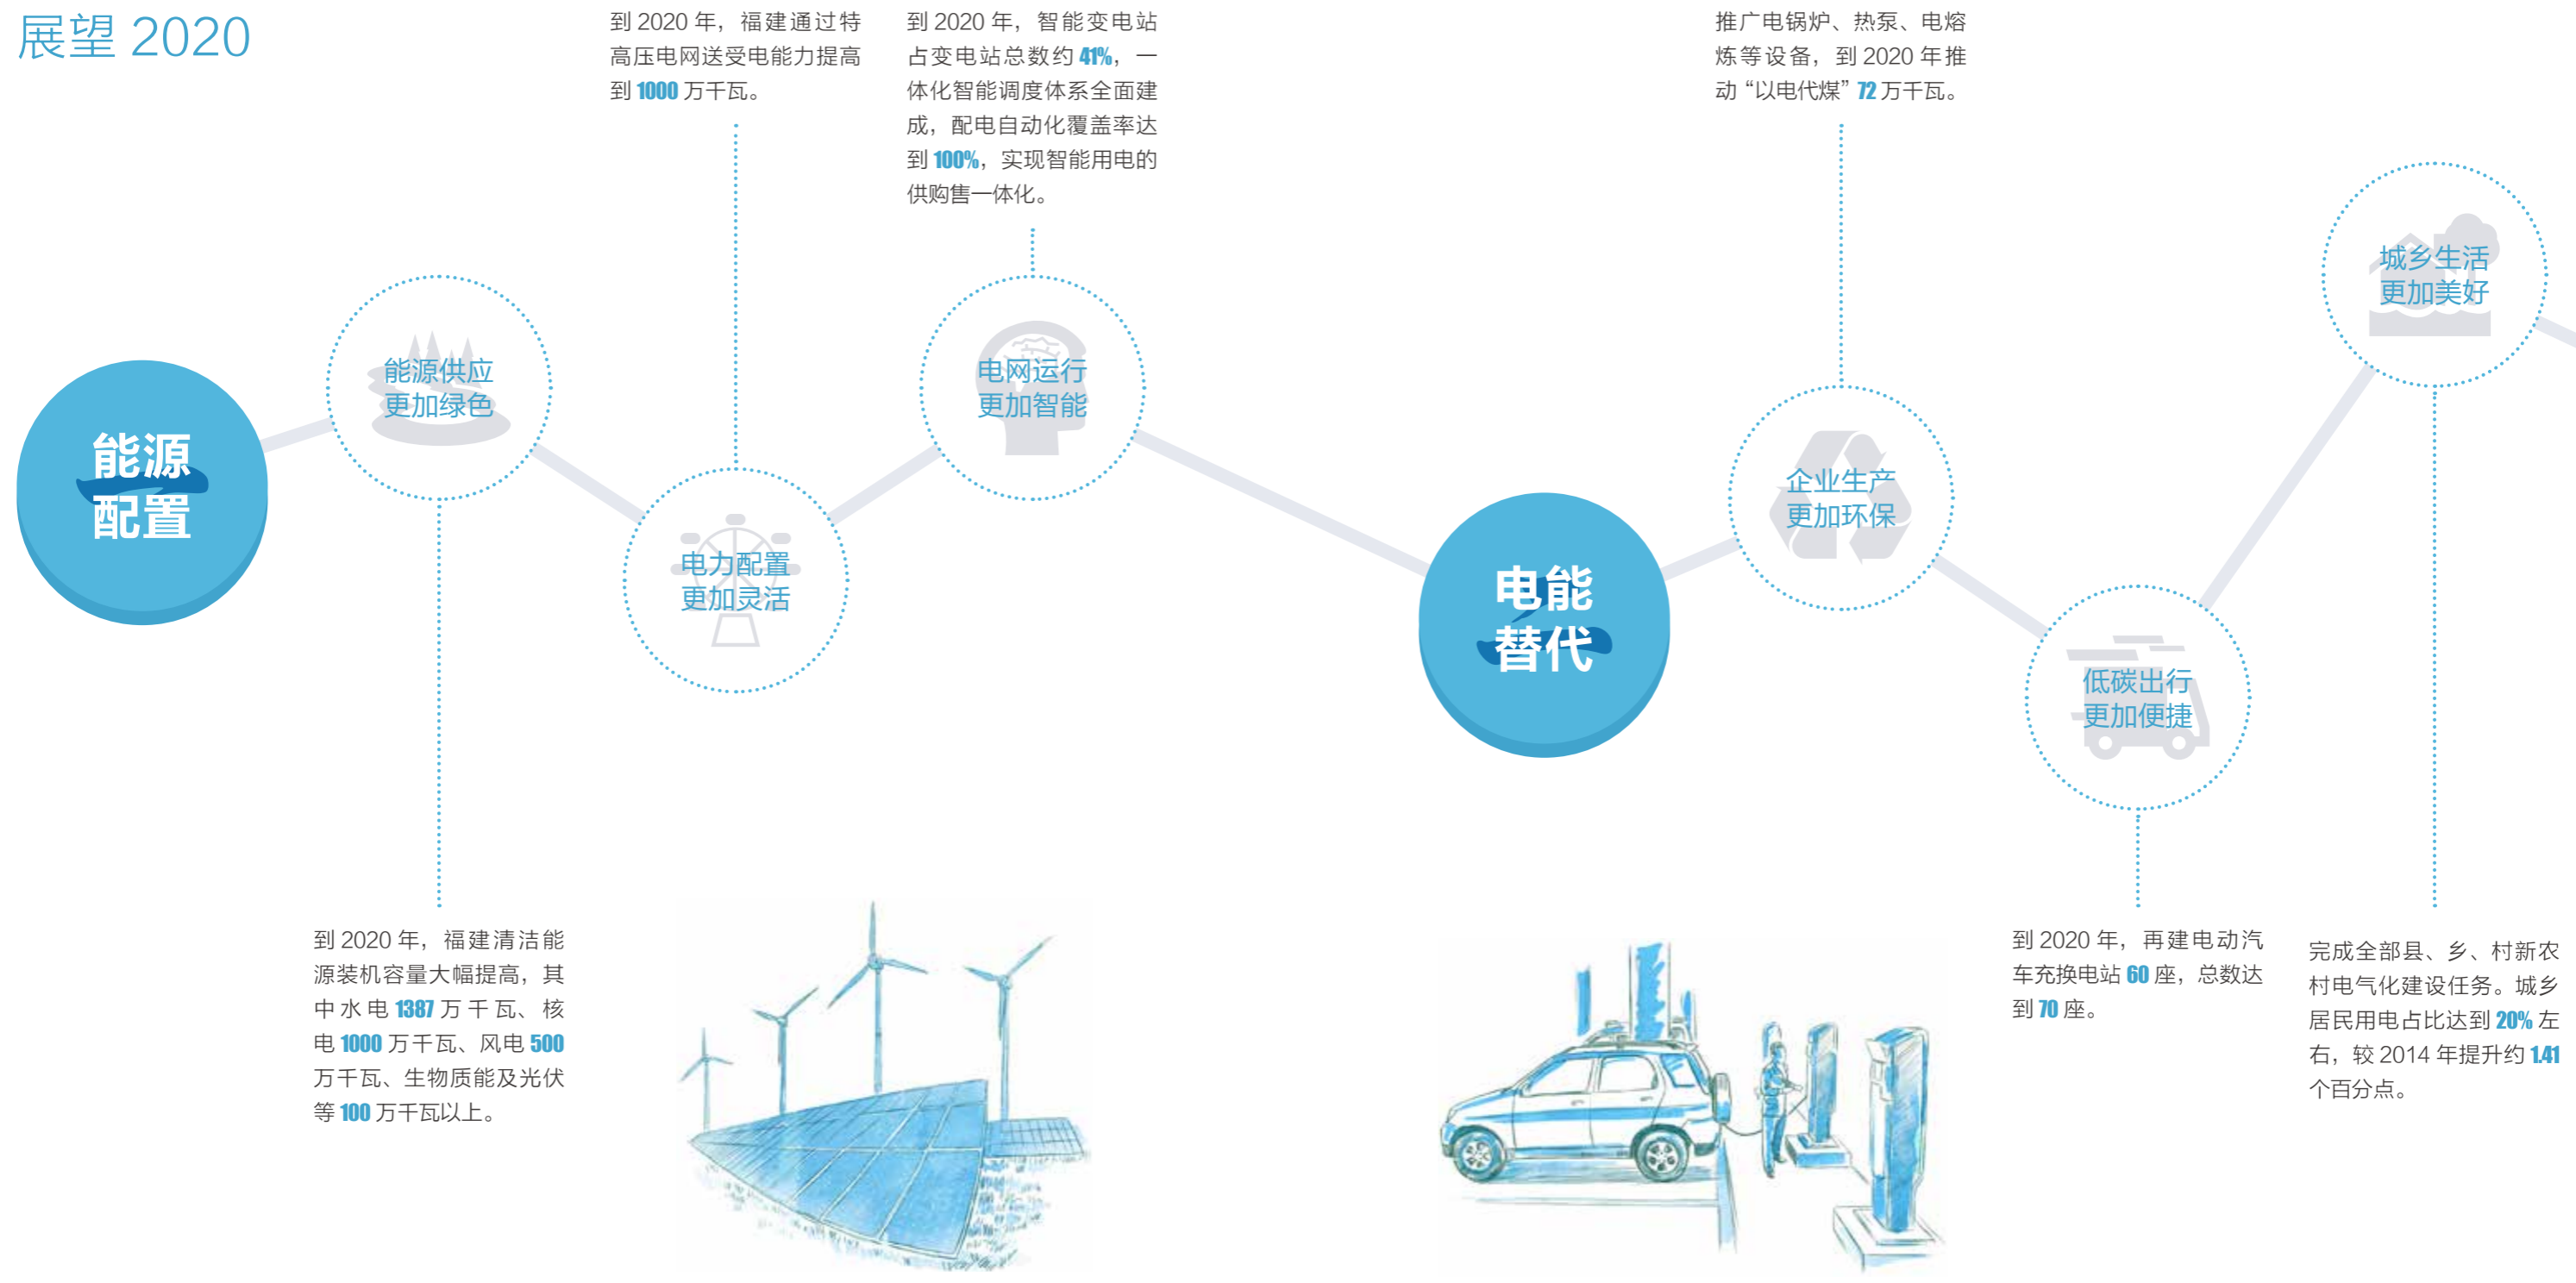 展望 2020
能源
配置
能源供应
更加绿色
到 2020 年，福建清洁能
源装机容量大幅提高，其
中水电 1387 万千瓦、核
电 1000 万千瓦、风电 500
万千瓦、生物质能及光伏
等 100 万千瓦以上。
到 2020 年，福建通过特
高压电网送受电能力提高
到 1000 万千瓦。
电力配置
更加灵活
到 2020 年，智能变电站
占变电站总数约 41%，一
体化智能调度体系全面建
成，配电自动化覆盖率达
到 100%，实现智能用电的
供购售一体化。
电网运行
更加智能
电能
替代
推广电锅炉、热泵、电熔
炼等设备，到 2020 年推
动“以电代煤”72 万千瓦。
企业生产
更加环保
低碳出行
更加便捷
到 2020 年，再建电动汽
车充换电站 60 座，总数达
到 70 座。
城乡生活
更加美好
完成全部县、乡、村新农
村电气化建设任务。城乡
居民用电占比达到 20% 左
右，较 2014 年提升约 1.41
个百分点。